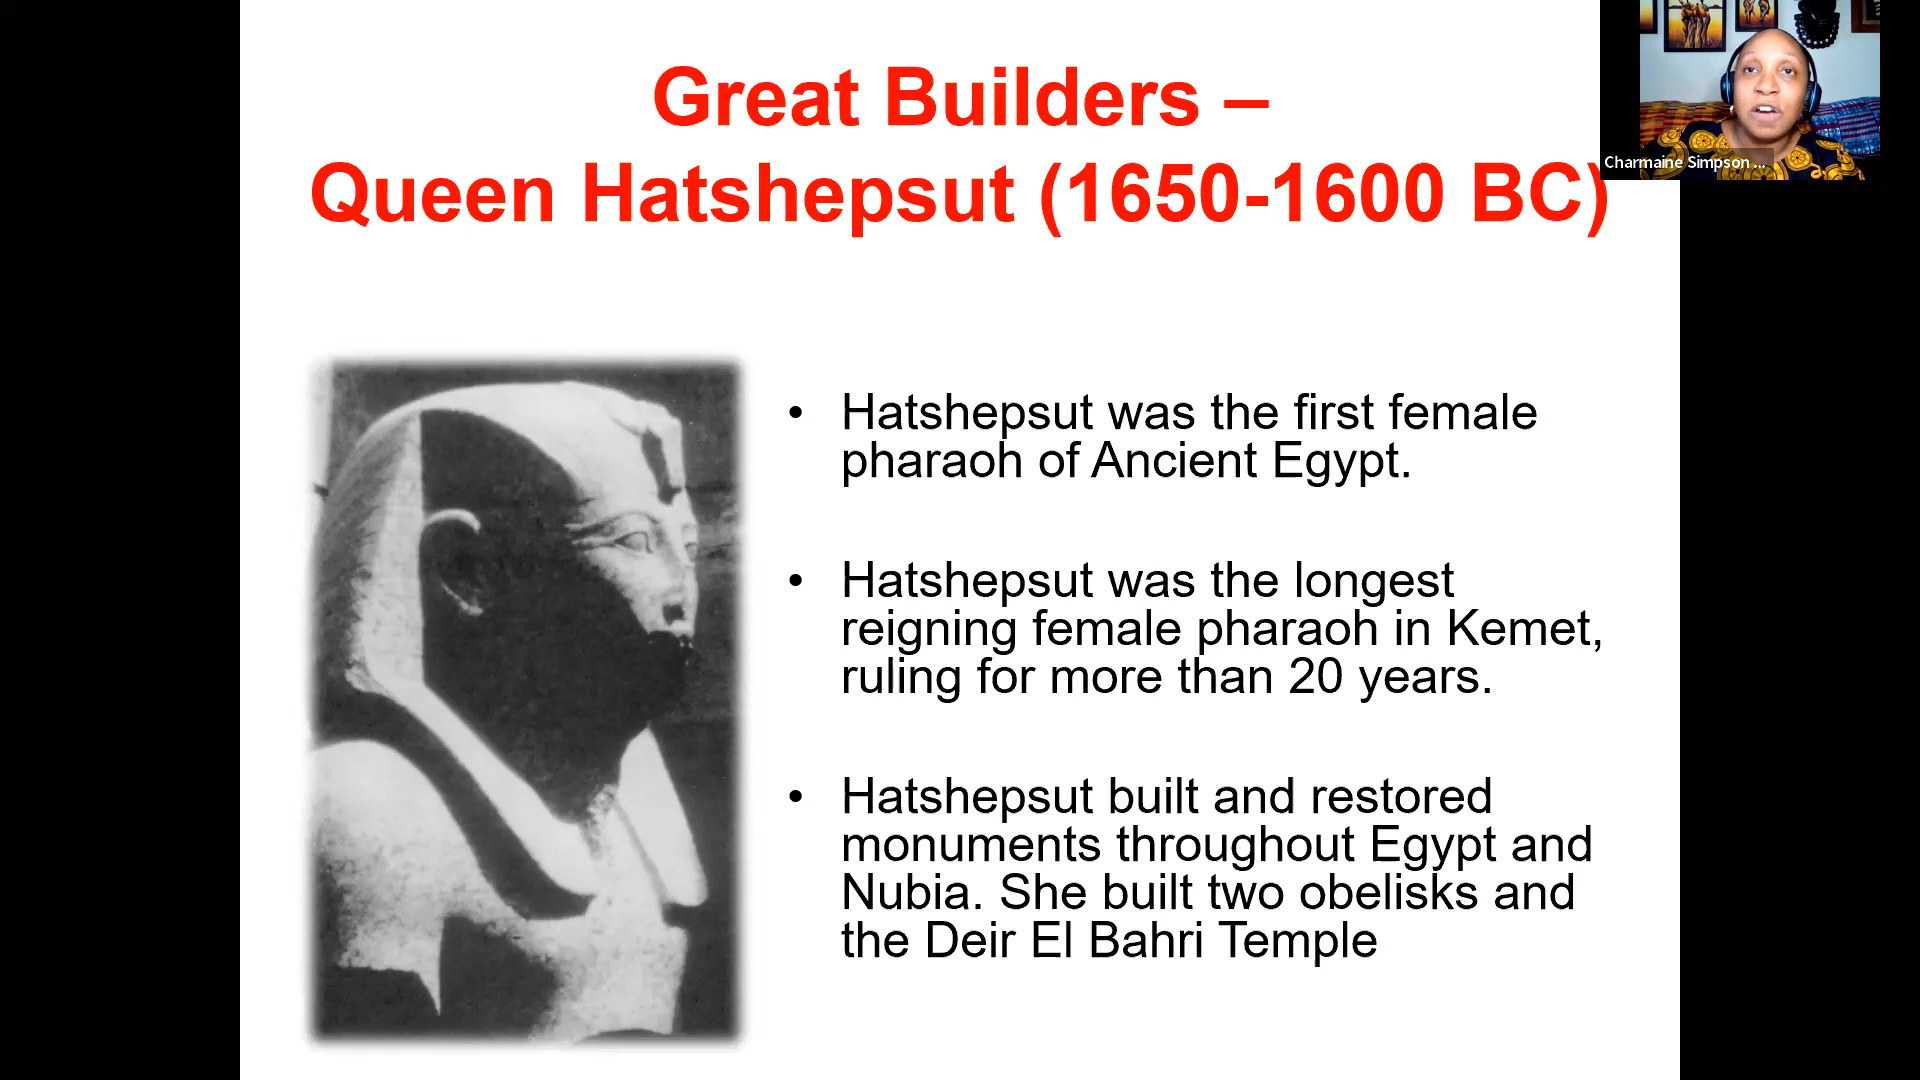 Great Builders –
Queen Hatshepsut (1650-1600 BC)
Charmaine Simpson ...
• Hatshepsut was the first female
pharaoh of Ancient Egypt.
• Hatshepsut was the longest
reigning female pharaoh in Kemet,
ruling for more than 20 years.
• Hatshepsut built and restored
monuments throughout Egypt and
Nubia. She built two obelisks and
the Deir El Bahri Temple